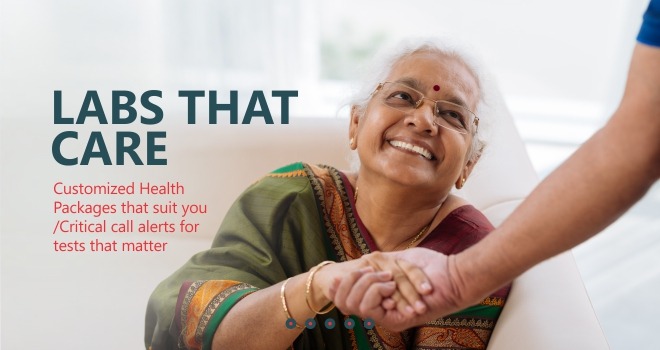 LABS THAT
CARE
Customized Health
Packages that suit you
/Critical call alerts for
tests that matter